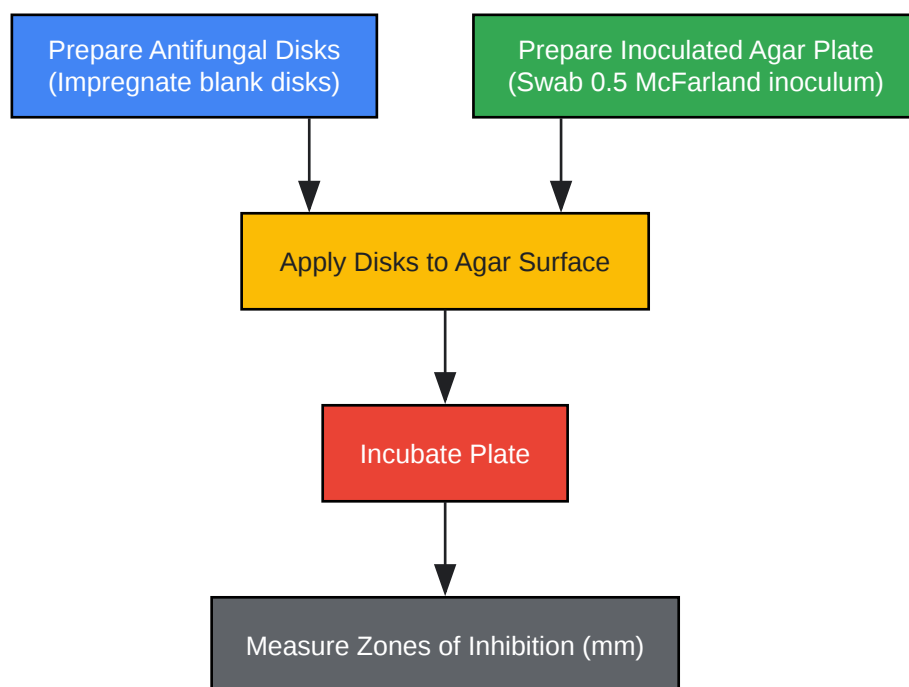 Prepare Antifungal Disks
(Impregnate blank disks)
Prepare Inoculated Agar Plate
(Swab 0.5 McFarland inoculum)
Apply Disks to Agar Surface
Incubate Plate
Measure Zones of Inhibition (mm)